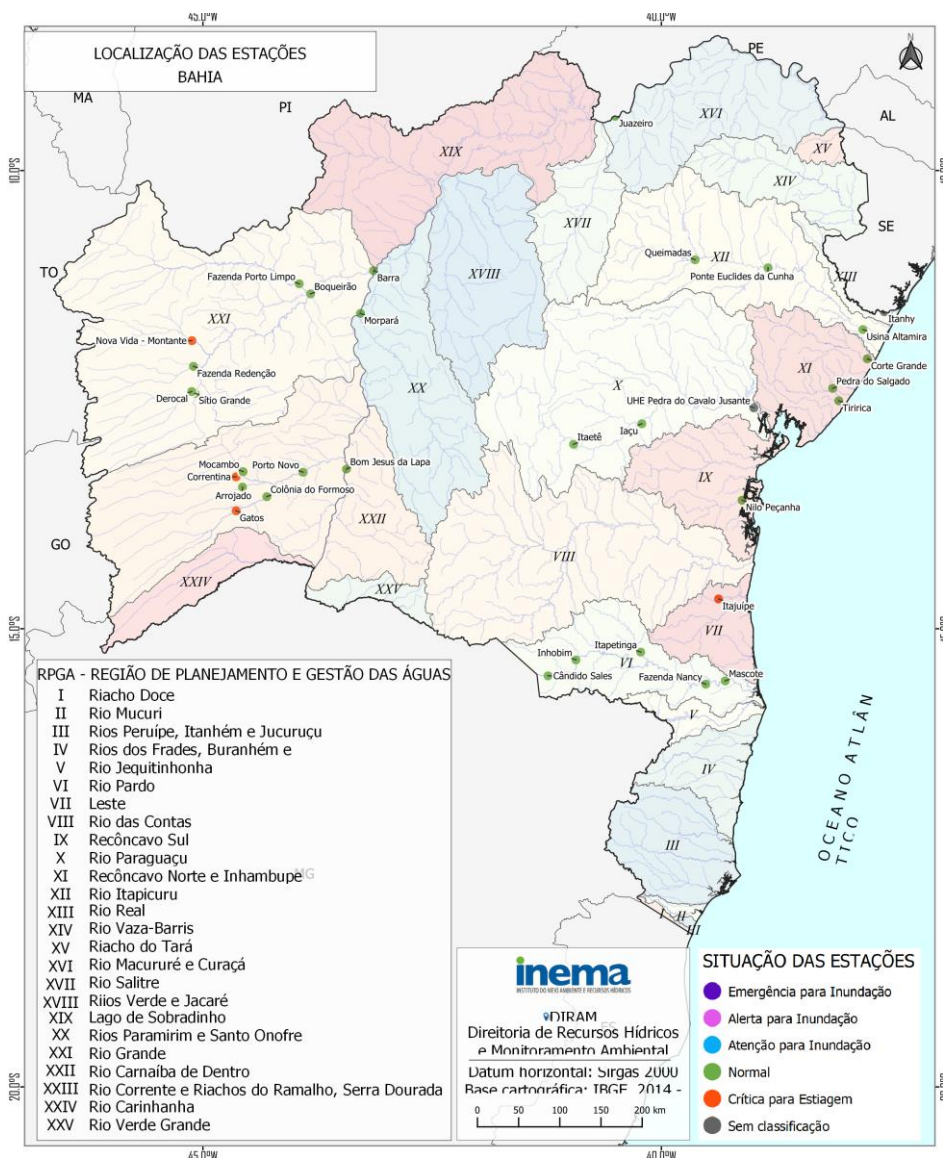 45.0°W
40.0°W
LOCALIZAÇÃO DAS ESTAÇÕES
BAHIA
N
PE
MA
PI
AL
SE
TO
GO
10.0°S
Juazeiro
XVI
XIX
XV
XIV
XVII
XVIII
Queimadas
XII
Ponte Euclides da Cunha
XIII
Fazenda Porto Limpo
Barra
Boqueirão
XXI
Morpará
Itanhy
Usina Altamira
Nova Vida - Montante
Corte Grande
Fazenda Redenção
XX
X
XI
Pedra do Salgado
Derocal
Sítio Grande
UHE Pedra do Cavalo Jusante
Tiririca
Iaçu
Itaetê
Mocambo
Porto Novo
Bom Jesus da Lapa
Correntina
IX
Arrojado
Colônia do Formoso
Nilo Peçanha
Gatos
XXII
VIII
XXIV
XXV
Itajuípe
VII
15.0°S
Inhobim
Itapetinga
VI
Cândido Sales
Fazenda Nancy
Mascote
V
IV
III
I
II
OCEANO ATLÂN
TICO
RPGA - REGIÃO DE PLANEJAMENTO E GESTÃO DAS ÁGUAS
I Riacho Doce
II Rio Mucuri
III Rios Peruípe, Itanhém e Jucuruçu
IV Rios dos Frades, Buranhém e
V Rio Jequitinhonha
VI Rio Pardo
VII Leste
VIII Rio das Contas
IX Recôncavo Sul
X Rio Paraguaçu
XI Recôncavo Norte e Inhambupe
MG
XII Rio Itapicuru
XIII Rio Real
XIV Rio Vaza-Barris
XV Riacho do Tará
XVI Rio Macururé e Curaçá
XVII Rio Salitre
XVIII Riios Verde e Jacaré
XIX Lago de Sobradinho
XX Rios Paramirim e Santo Onofre
XXI Rio Grande
XXII Rio Carnaíba de Dentro
XXIII Rio Corrente e Riachos do Ramalho, Serra Dourada
XXIV Rio Carinhanha
XXV Rio Verde Grande
inema
INSTITUTO DO MEIO AMBIENTE E RECURSOS HÍDRICOS
DIRAM
ES
Direitoria de Recursos Hídricos
e Monitoramento Ambiental
Datum horizontal: Sirgas 2000
Base cartográfica: IBGE, 2014 -
0 50 100 150 200 km
SITUAÇÃO DAS ESTAÇÕES
Emergência para Inundação
Alerta para Inundação
Atenção para Inundação
Normal
Crítica para Estiagem
Sem classificação
20.0°S
45.0°W
40.0°W